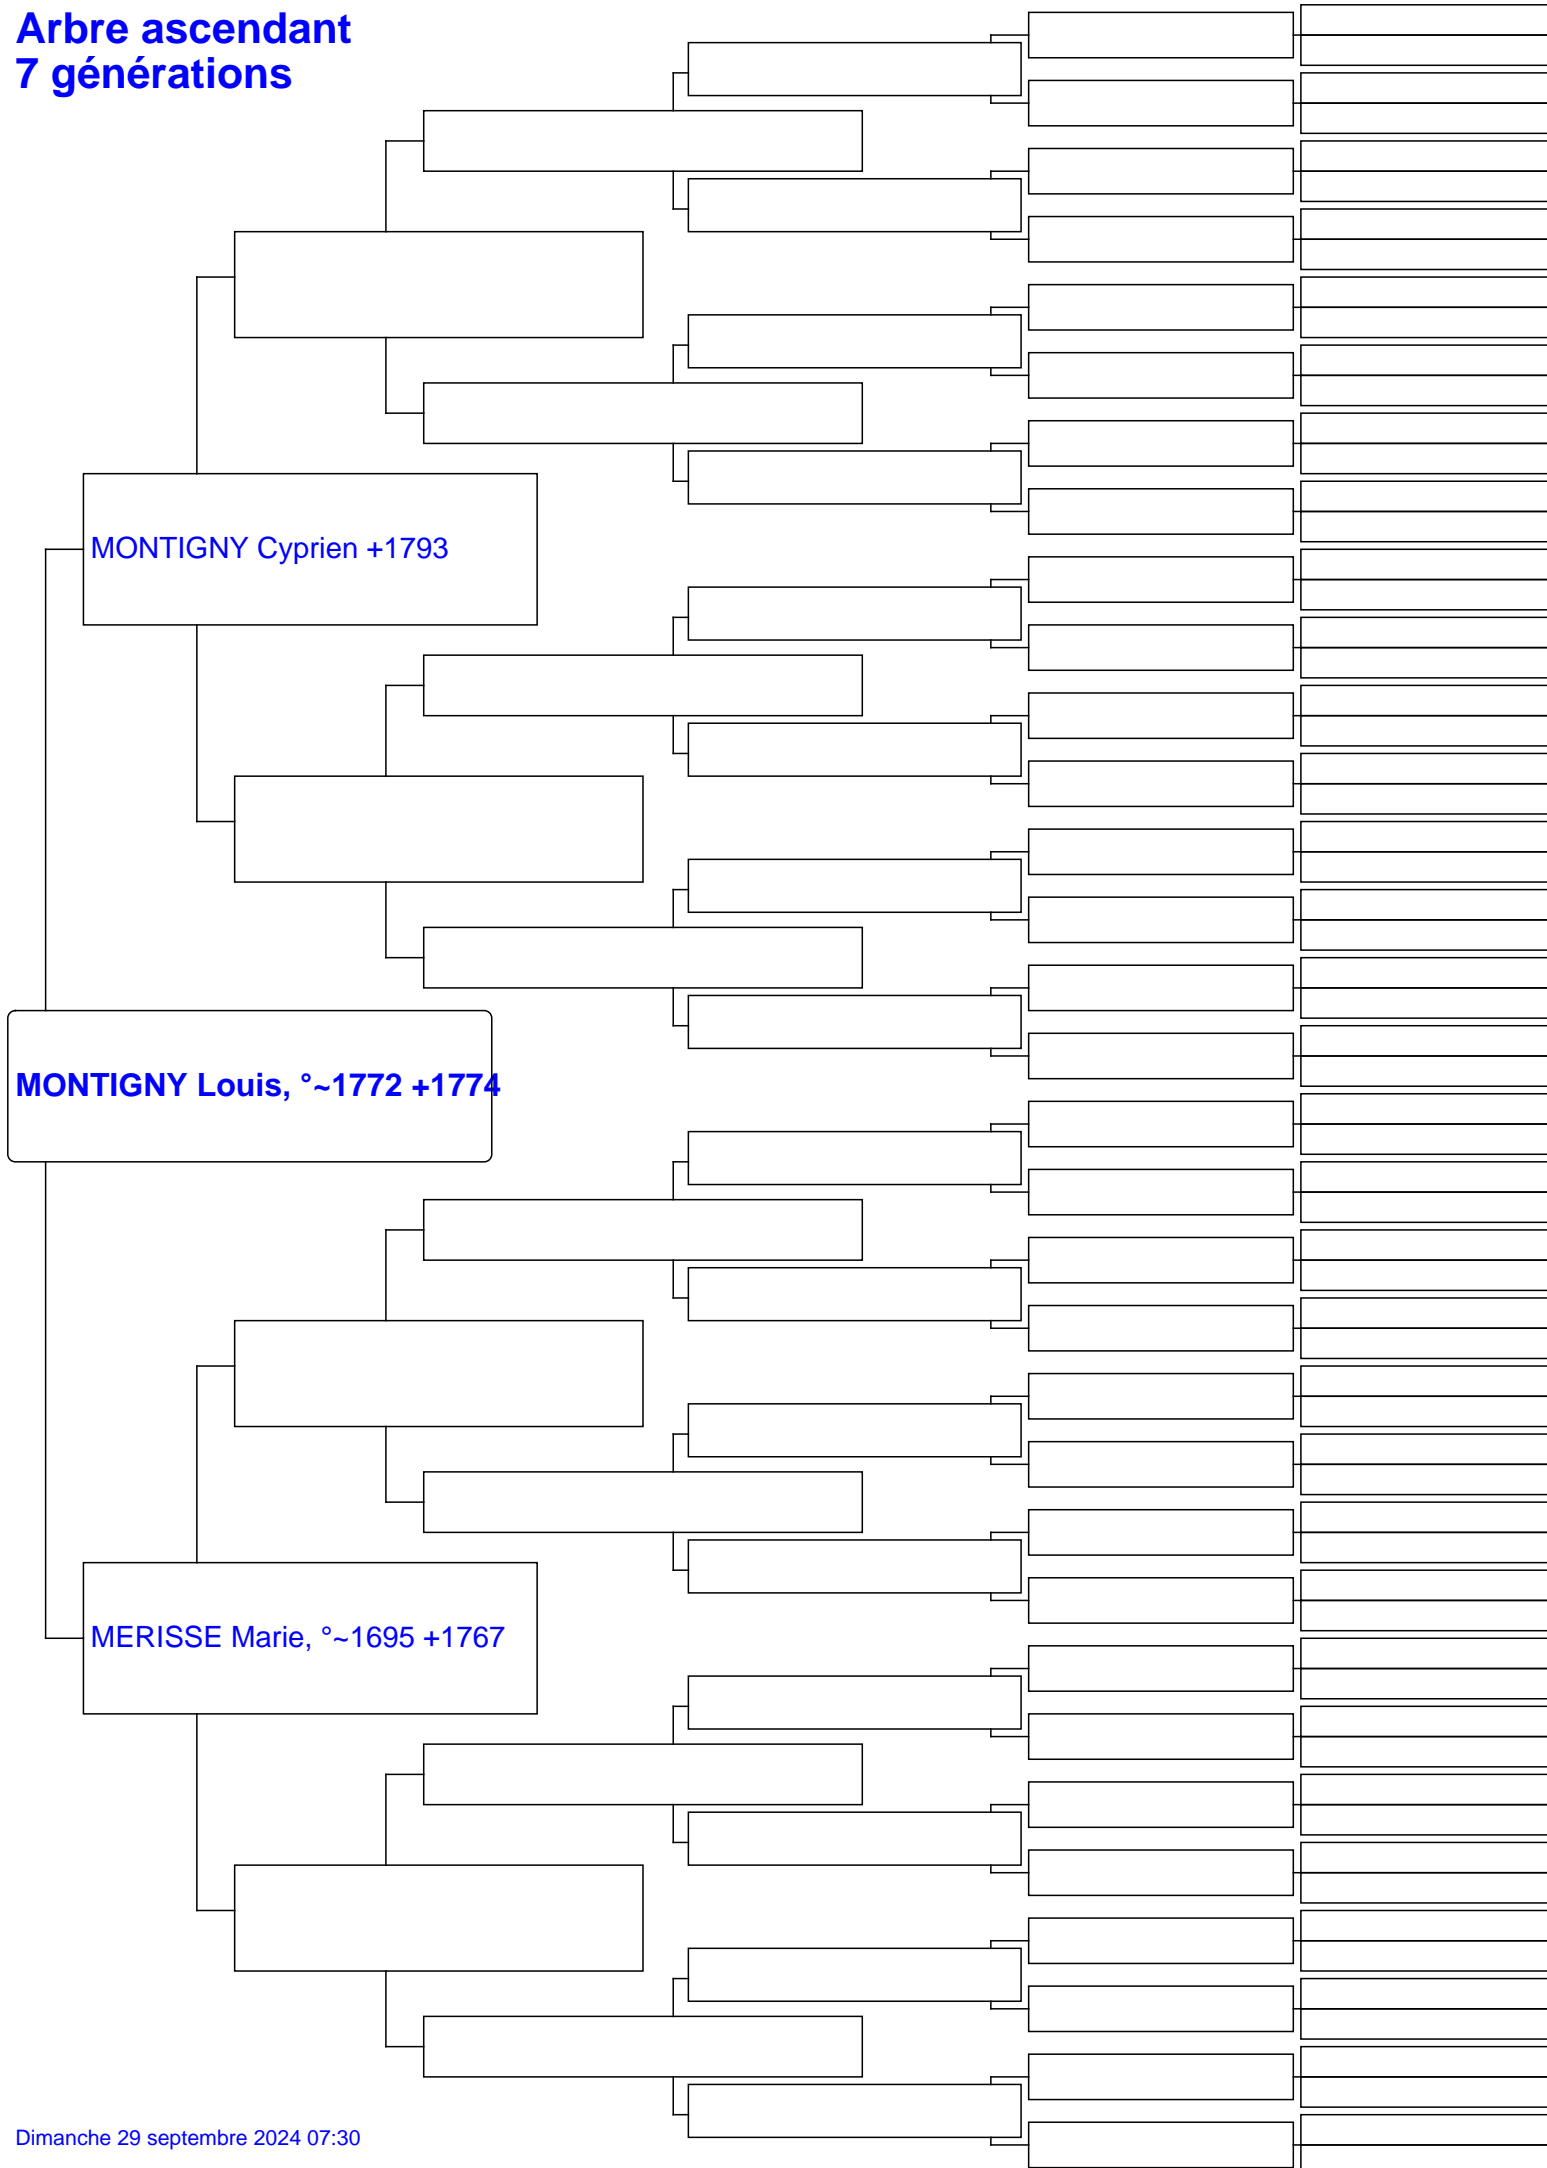 Arbre ascendant
7 générations
MONTIGNY Cyprien +1793
MONTIGNY Louis, °~1772 +1774
MERISSE Marie, °~1695 +1767
Dimanche 29 septembre 2024 07:30